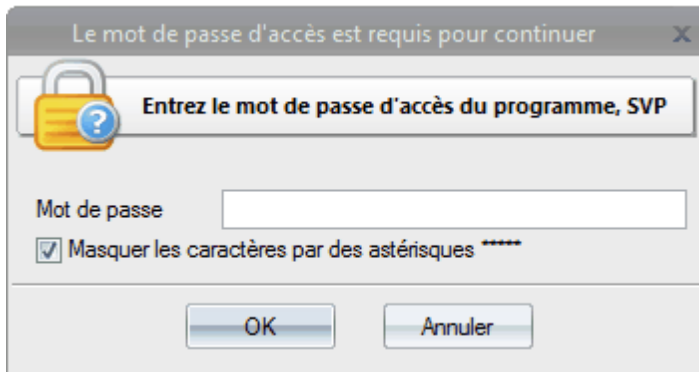 Le mot de passe d'accès est requis pour continuer
Entrez le mot de passe d'accès du programme, SVP
Mot de passe
Masquer les caractères par des astérisques *****
OK
Annuler